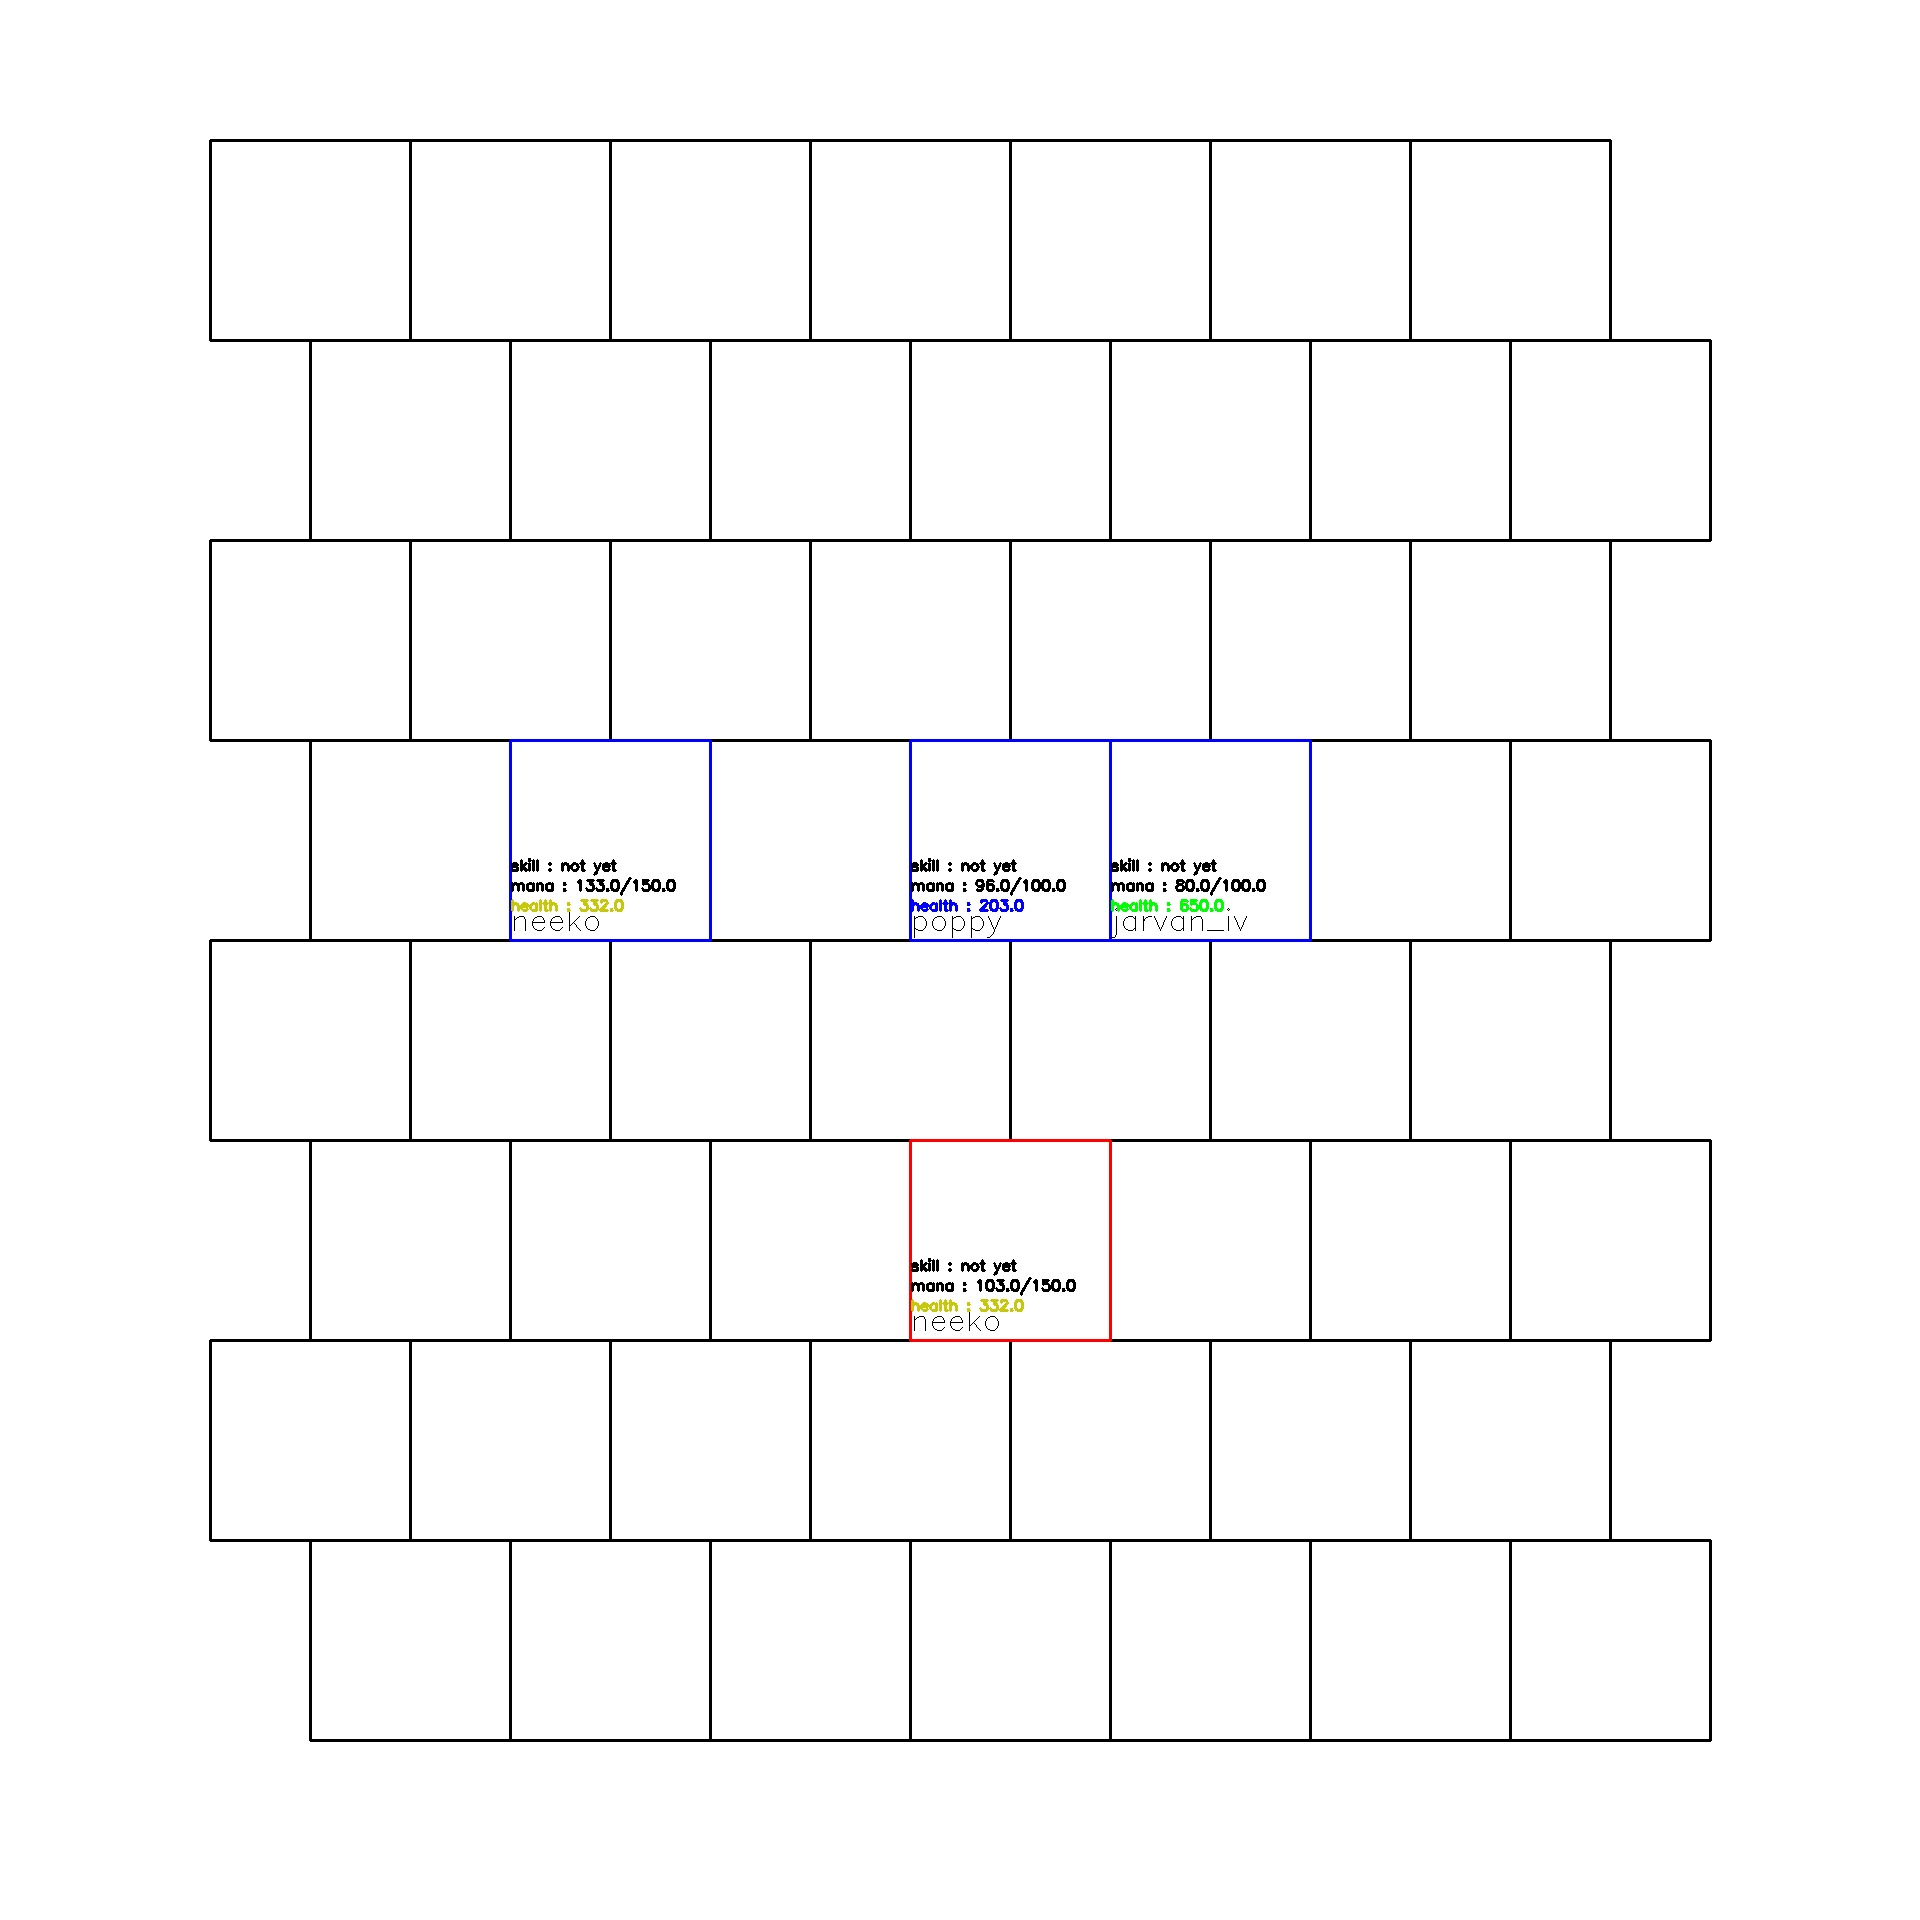 skill : not yet
mana : 133.0/150.0
health : 332.0
neeko
skill : not yet
mana : 96.0/100.0
health : 203.0
poppy
skill : not yet
mana : 80.0/100.0
health : 650.0
jarvan_iv
skill : not yet
mana : 103.0/150.0
health : 332.0
neeko